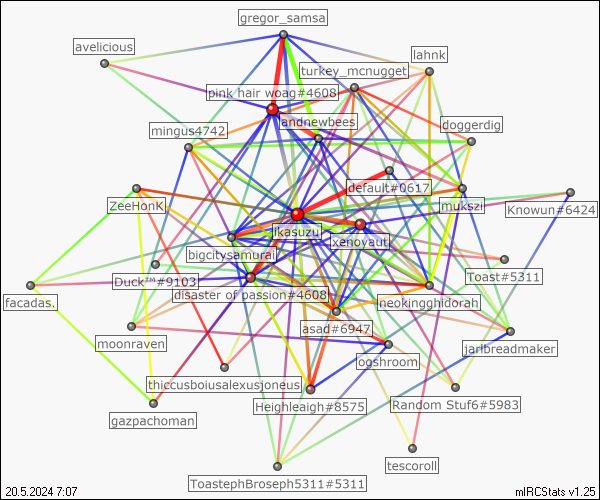 gregor_samsa
avelicious
lahnk
turkey_mcnugget
pink hair woag#4608
landnewbees
doggerdig
mingus4742
default#0617
ZeeHonK
mukszi
Knowun#6424
ikasuzu
xenoyaut
bigcitysamurai
Toast#5311
Duck™#9103
disaster of passion#4608
neokingghidorah
facadas.
asad#6947
moonraven
jarlbreadmaker
ogshroom
thiccusboiusalexusjoneus
Heighleaigh#8575
Random Stuf6#5983
gazpachoman
tescoroll
ToastephBroseph5311#5311
20.5.2024 7:07
mIRCStats v1.25